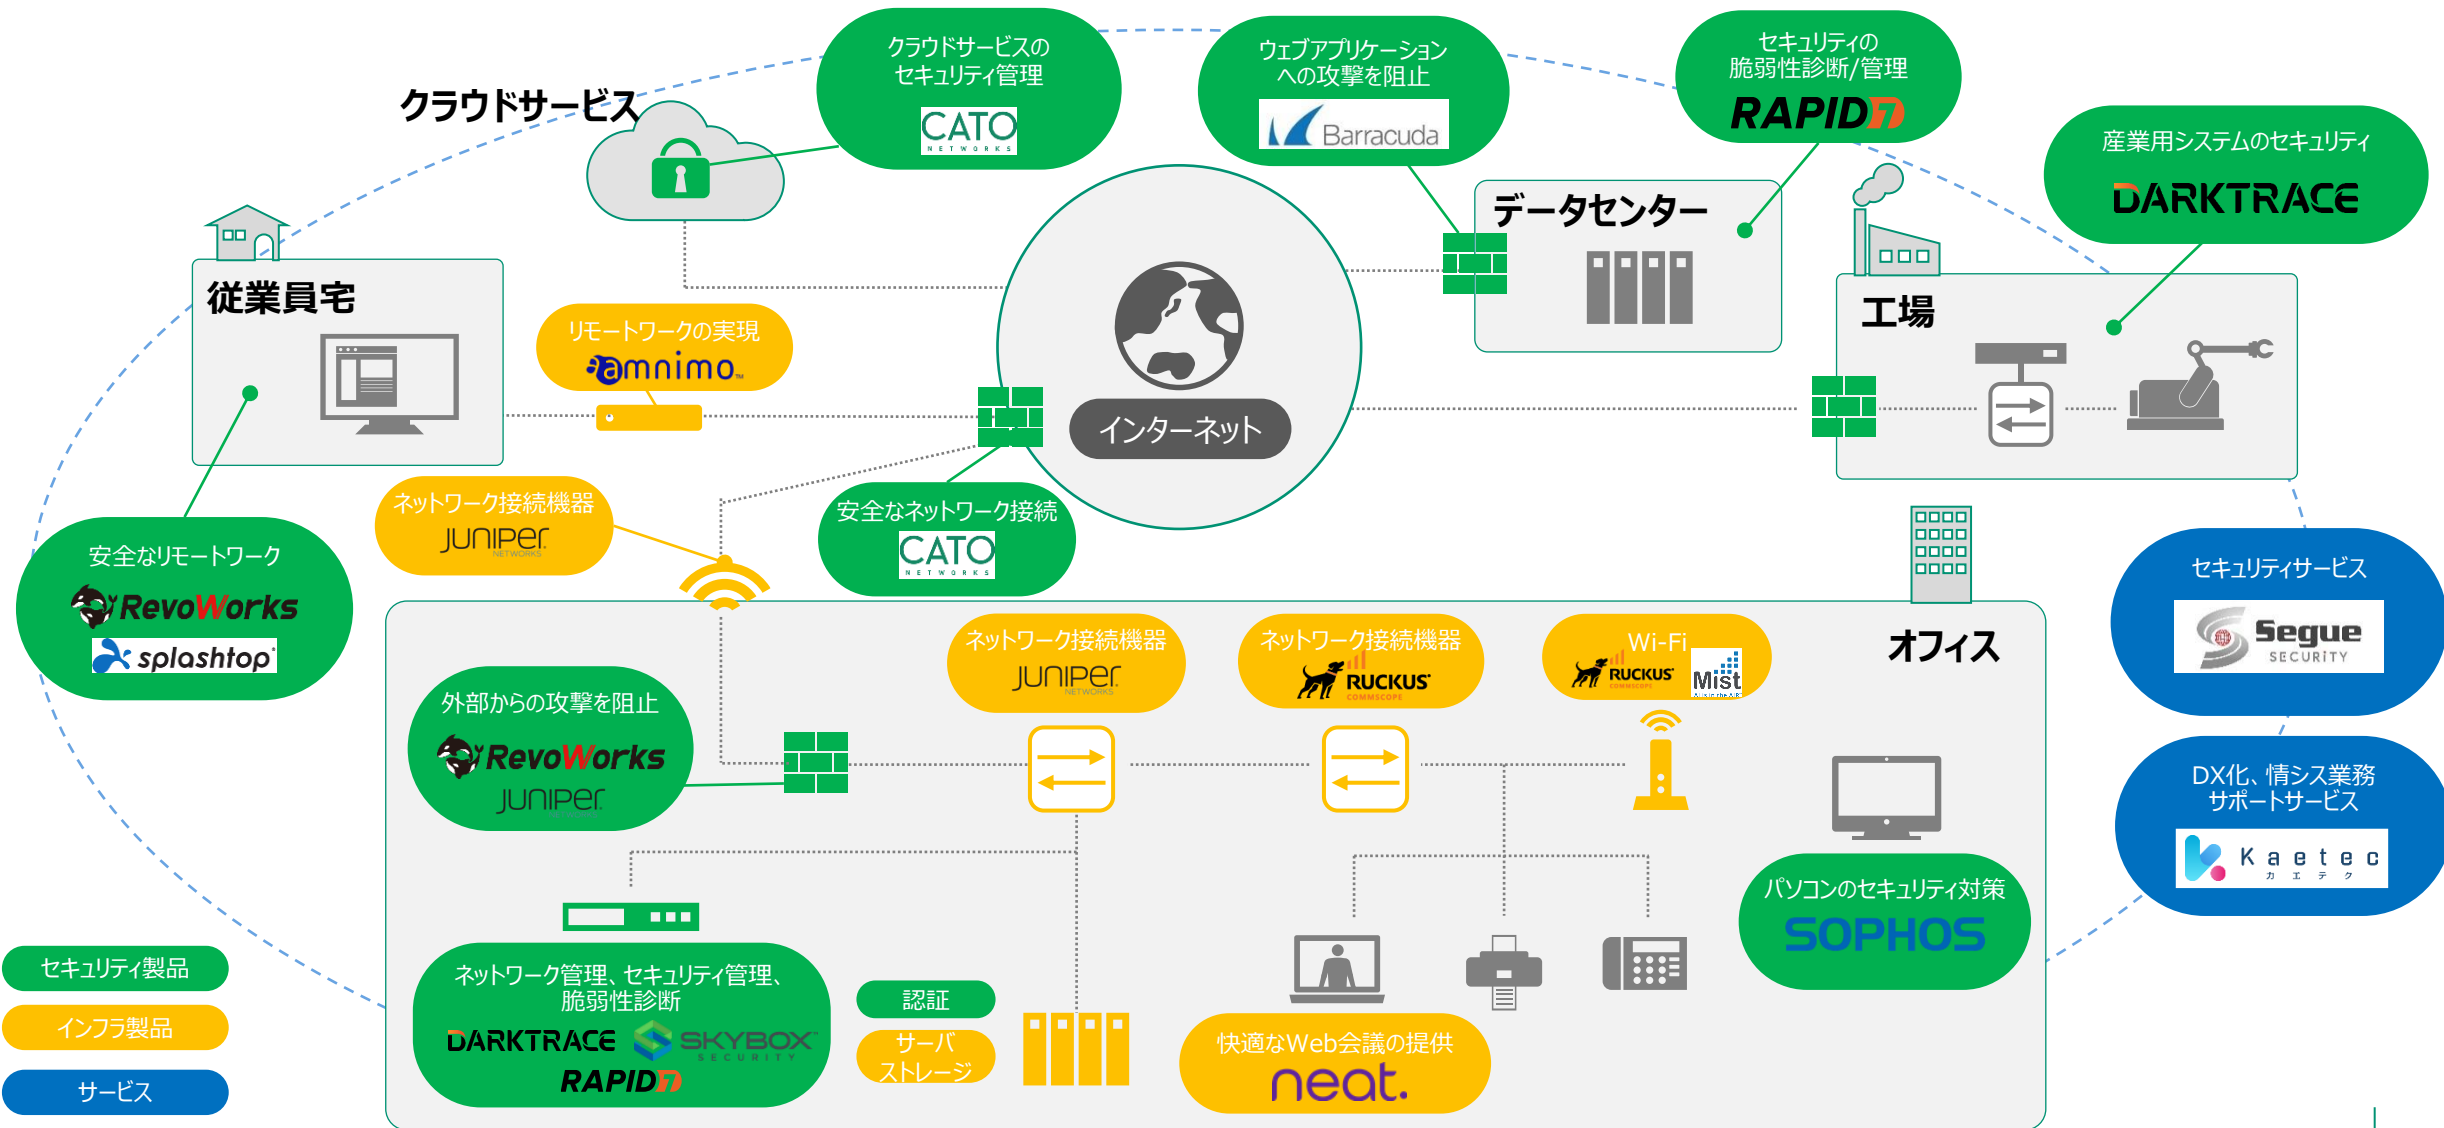 クラウドサービスの
セキュリティ管理
CATO
NETWORKS
ウェブアプリケーション
への攻撃を阻止
Barracuda
セキュリティの
脆弱性診断/管理
RAPID7
産業用システムのセキュリティ
DARKTRACE
クラウドサービス
データセンター
従業員宅
工場
リモートワークの実現
amnimo™
インターネット
ネットワーク接続機器
JUNIPER
NETWORKS
安全なネットワーク接続
CATO
NETWORKS
安全なリモートワーク
RevoWorks
splashtop
セキュリティサービス
Segue
SECURITY
ネットワーク接続機器
JUNIPER
NETWORKS
ネットワーク接続機器
RUCKUS
COMMSCOPE
Wi-Fi
RUCKUS
COMMSCOPE
Mist
オフィス
外部からの攻撃を阻止
RevoWorks
JUNIPER
DX化、情シス業務
サポートサービス
Kaetec
カエテク
パソコンのセキュリティ対策
SOPHOS
セキュリティ製品
インフラ製品
サービス
ネットワーク管理、セキュリティ管理、
脆弱性診断
DARKTRACE
SKYBOX™
SECURITY
RAPID7
認証
サーバ
ストレージ
快適なWeb会議の提供
neat.